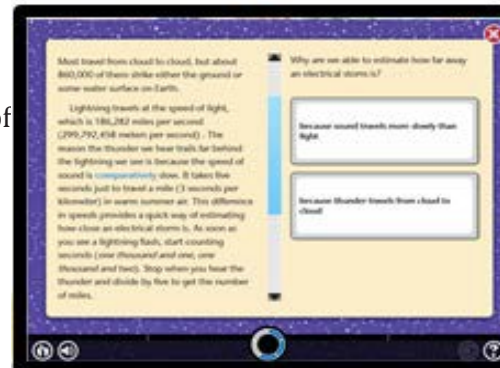 of
Most travel from cloud to cloud, but about
860,000 of them strike either the ground or
some water surface on Earth.
Lightning travels at the speed of light,
which is 186,282 miles per second
(299,792,458 meters per second). The
reason the thunder we hear trails far behind
the lightning we see is because the speed of
sound is comparatively slow. It takes five
seconds just to travel a mile (3 seconds per
kilometer) in warm summer air. This difference
in speeds provides a quick way of estimating
how close an electrical storm is. As soon as
you see a lightning flash, start counting
seconds (one thousand and one, one
thousand and two). Stop when you hear the
thunder and divide by five to get the number
of miles.
Why are we able to estimate how far away
an electrical storm is?
because sound travels more slowly than
light
because thunder travels from cloud to
cloud
?